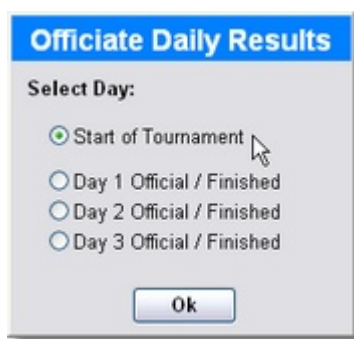 Officiate Daily Results
Select Day:
Start of Tournament
Day 1 Official / Finished
Day 2 Official / Finished
Day 3 Official / Finished
Ok